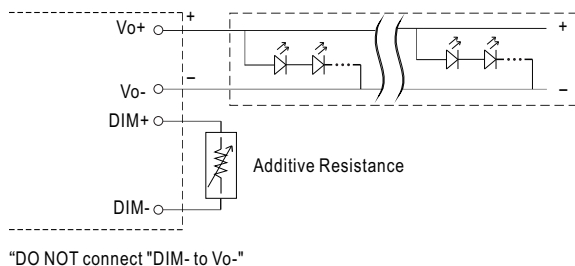 Vo+
+
+
Vo-
–
–
DIM+
Additive Resistance
DIM-
“DO NOT connect "DIM- to Vo-"